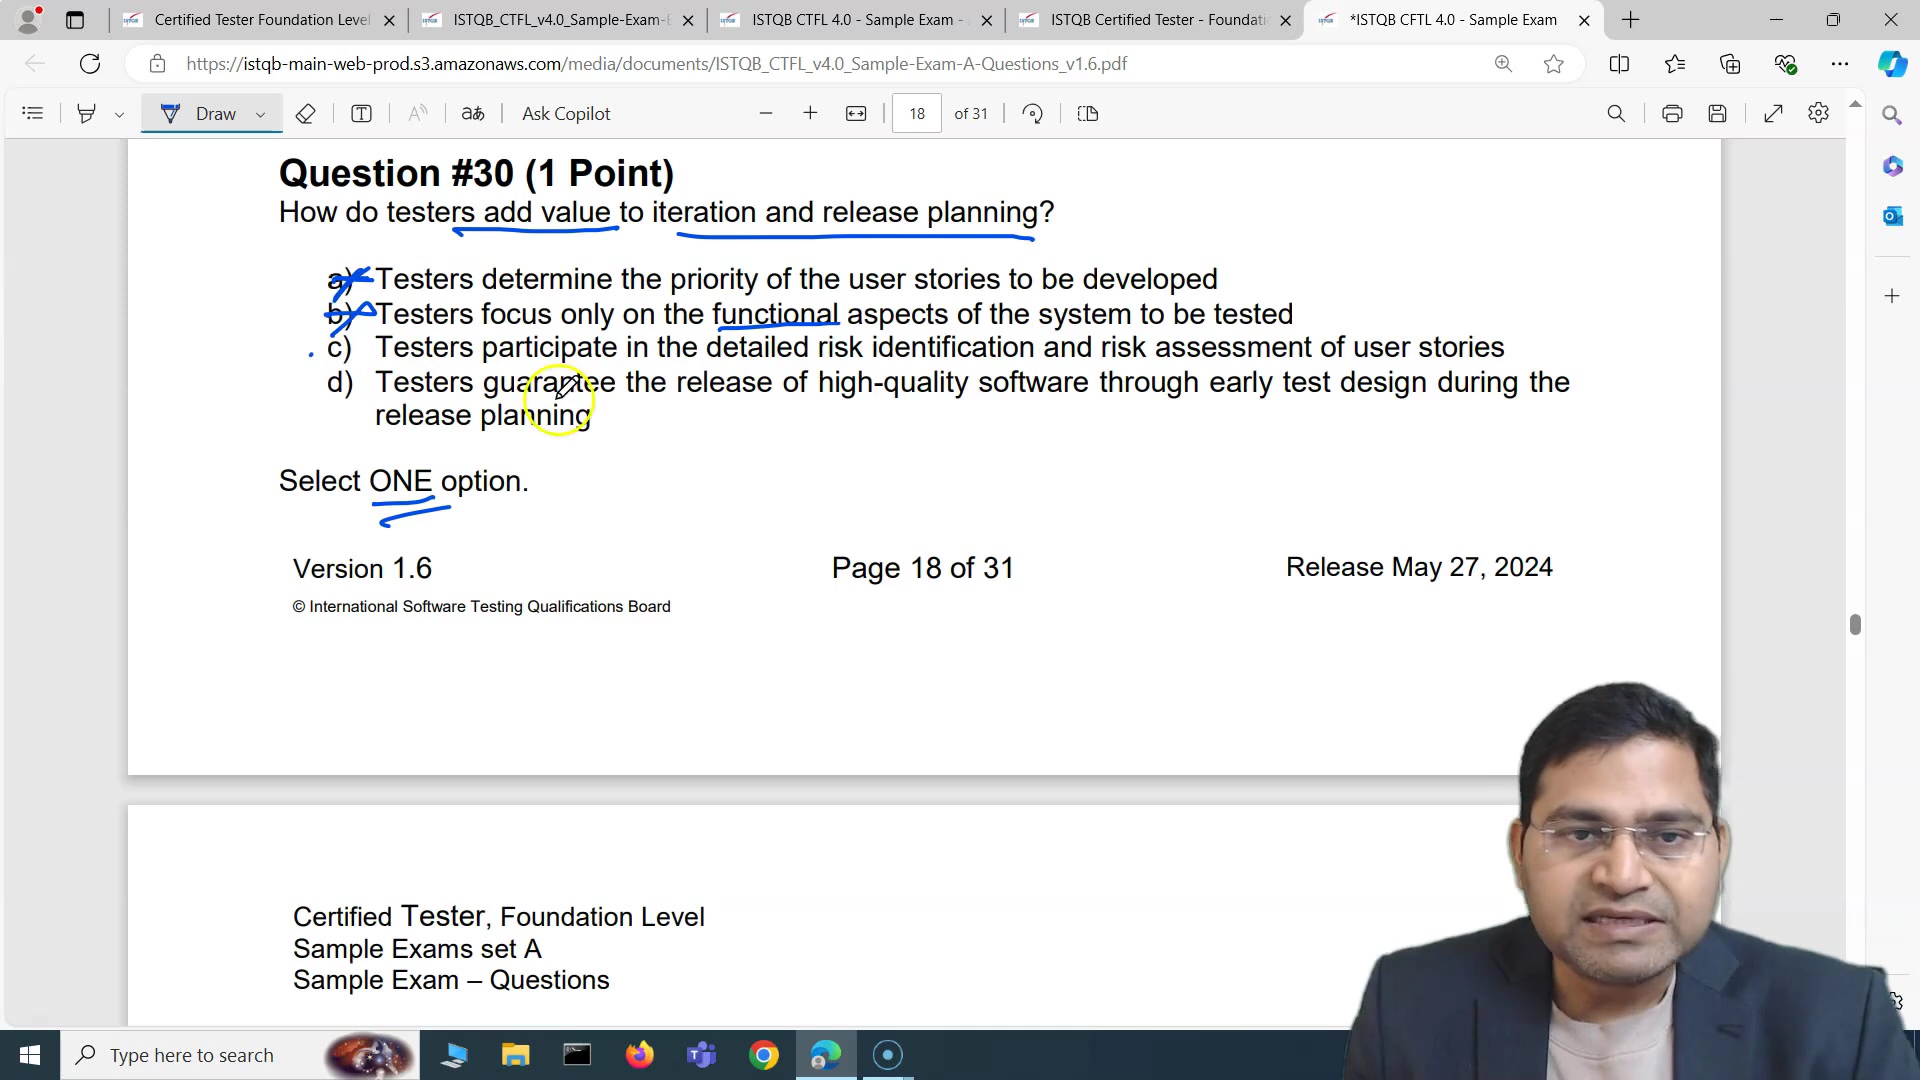 Certified Tester Foundation Level
ISTQB_CTFL_v4.0_Sample-Exam-
ISTQB CTFL 4.0 - Sample Exam -
ISTQB Certified Tester - Foundati
*ISTQB CFTL 4.0 - Sample Exam
https://istqb-main-web-prod.s3.amazonaws.com/media/documents/ISTQB_CTFL_v4.0_Sample-Exam-A-Questions_v1.6.pdf
Draw
Ask Copilot
18 of 31
Question #30 (1 Point)
How do testers add value to iteration and release planning?
a) Testers determine the priority of the user stories to be developed
b) Testers focus only on the functional aspects of the system to be tested
c) Testers participate in the detailed risk identification and risk assessment of user stories
d) Testers guarantee the release of high-quality software through early test design during the
release planning
Select ONE option.
Version 1.6 Page 18 of 31 Release May 27, 2024
© International Software Testing Qualifications Board
Certified Tester, Foundation Level
Sample Exams set A
Sample Exam – Questions
Type here to search